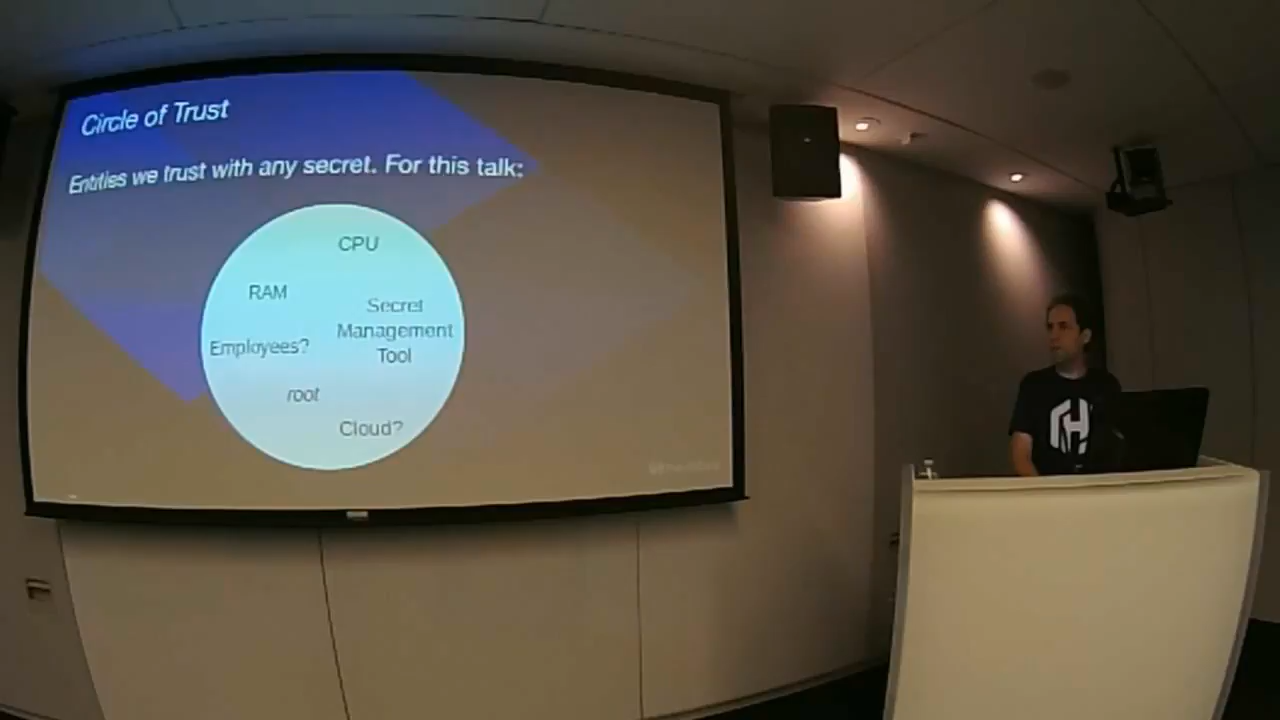 Circle of Trust
Entities we trust with any secret. For this talk:
CPU
RAM
Secret
Management
Tool
Employees?
root
Cloud?